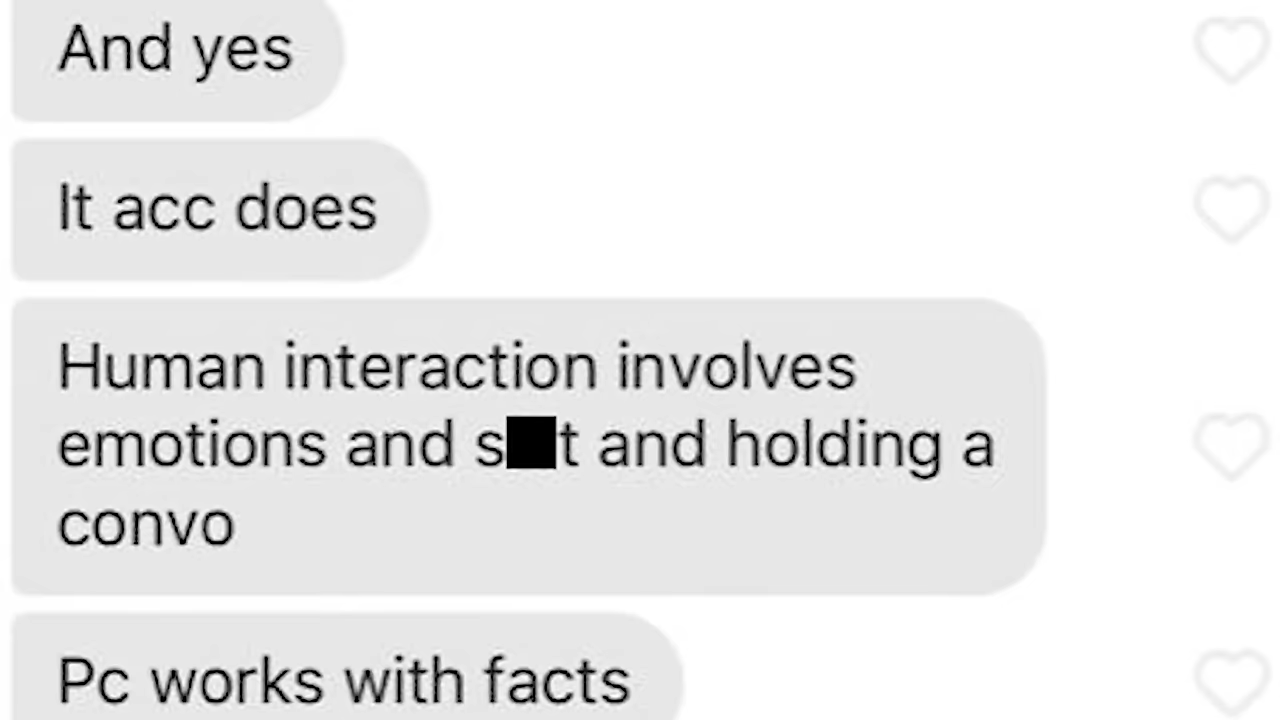 And yes
It acc does
Human interaction involves
emotions and s■t and holding a
convo
Pc works with facts